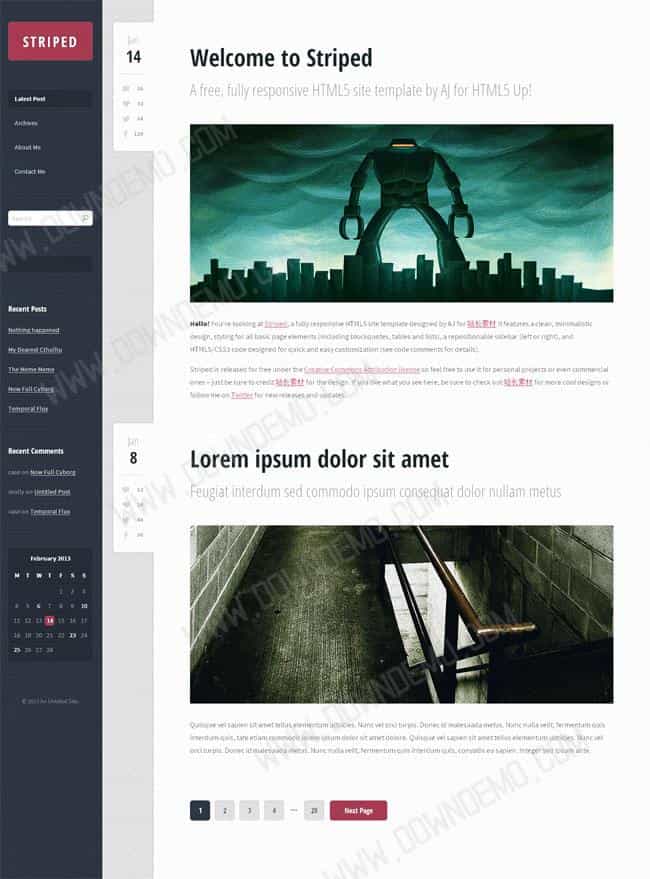 STRIPED
Latest Post
Archives
About Me
Contact Me
Search
Recent Posts
Nothing happened
My Dearest Cthulhu
The Meme Meme
Now Full Cyborg
Temporal Flux
Recent Comments
case on Now Full Cyborg
molly on Untitled Post
case on Temporal Flux
February 2013
M T W T F S S
1 2 3
4 5 6 7 8 9 10
11 12 13 14 15 16 17
18 19 20 21 22 23 24
25 26 27 28
© 2013 An Untitled Site.
Jan
14
128
Welcome to Striped
A free, fully responsive HTML5 site template by AJ for HTML5 Up!
Hello! You're looking at Striped, a fully responsive HTML5 site template designed by AJ for 站长素材 It features a clean, minimalistic
design, styling for all basic page elements (including blockquotes, tables and lists), a repositionable sidebar (left or right), and
HTML5/CSS3 code designed for quick and easy customization (see code comments for details).
Striped is released for free under the Creative Commons Attribution license so feel free to use it for personal projects or even commercial
ones – just be sure to credit 站长素材 for the design. If you like what you see here, be sure to check out 站长素材 for more cool designs or
follow me on Twitter for new releases and updates.
Jan
8
Lorem ipsum dolor sit amet
Feugiat interdum sed commodo ipsum consequat dolor nullam metus
Quisque vel sapien sit amet tellus elementum ultricies. Nunc vel orci turpis. Donec id malesuada metus. Nunc nulla velit, fermentum quis
interdum quis, tate etiam commodo lorem ipsum dolor sit amet dolore. Quisque vel sapien sit amet tellus elementum ultricies. Nunc vel
orci turpis. Donec id malesuada metus. Nunc nulla velit, fermentum quis interdum quis, convallis eu sapien. Integer sed ipsum ante.
1 2 3 4 … 20 Next Page
WWW.DOWNDEMO.COM
WWW.DOWNDEMO.COM
WWW.DOWNDEMO.COM
WWW.DOWNDEMO.COM
WWW.DOWNDEMO.COM
WWW.DOWNDEMO.COM